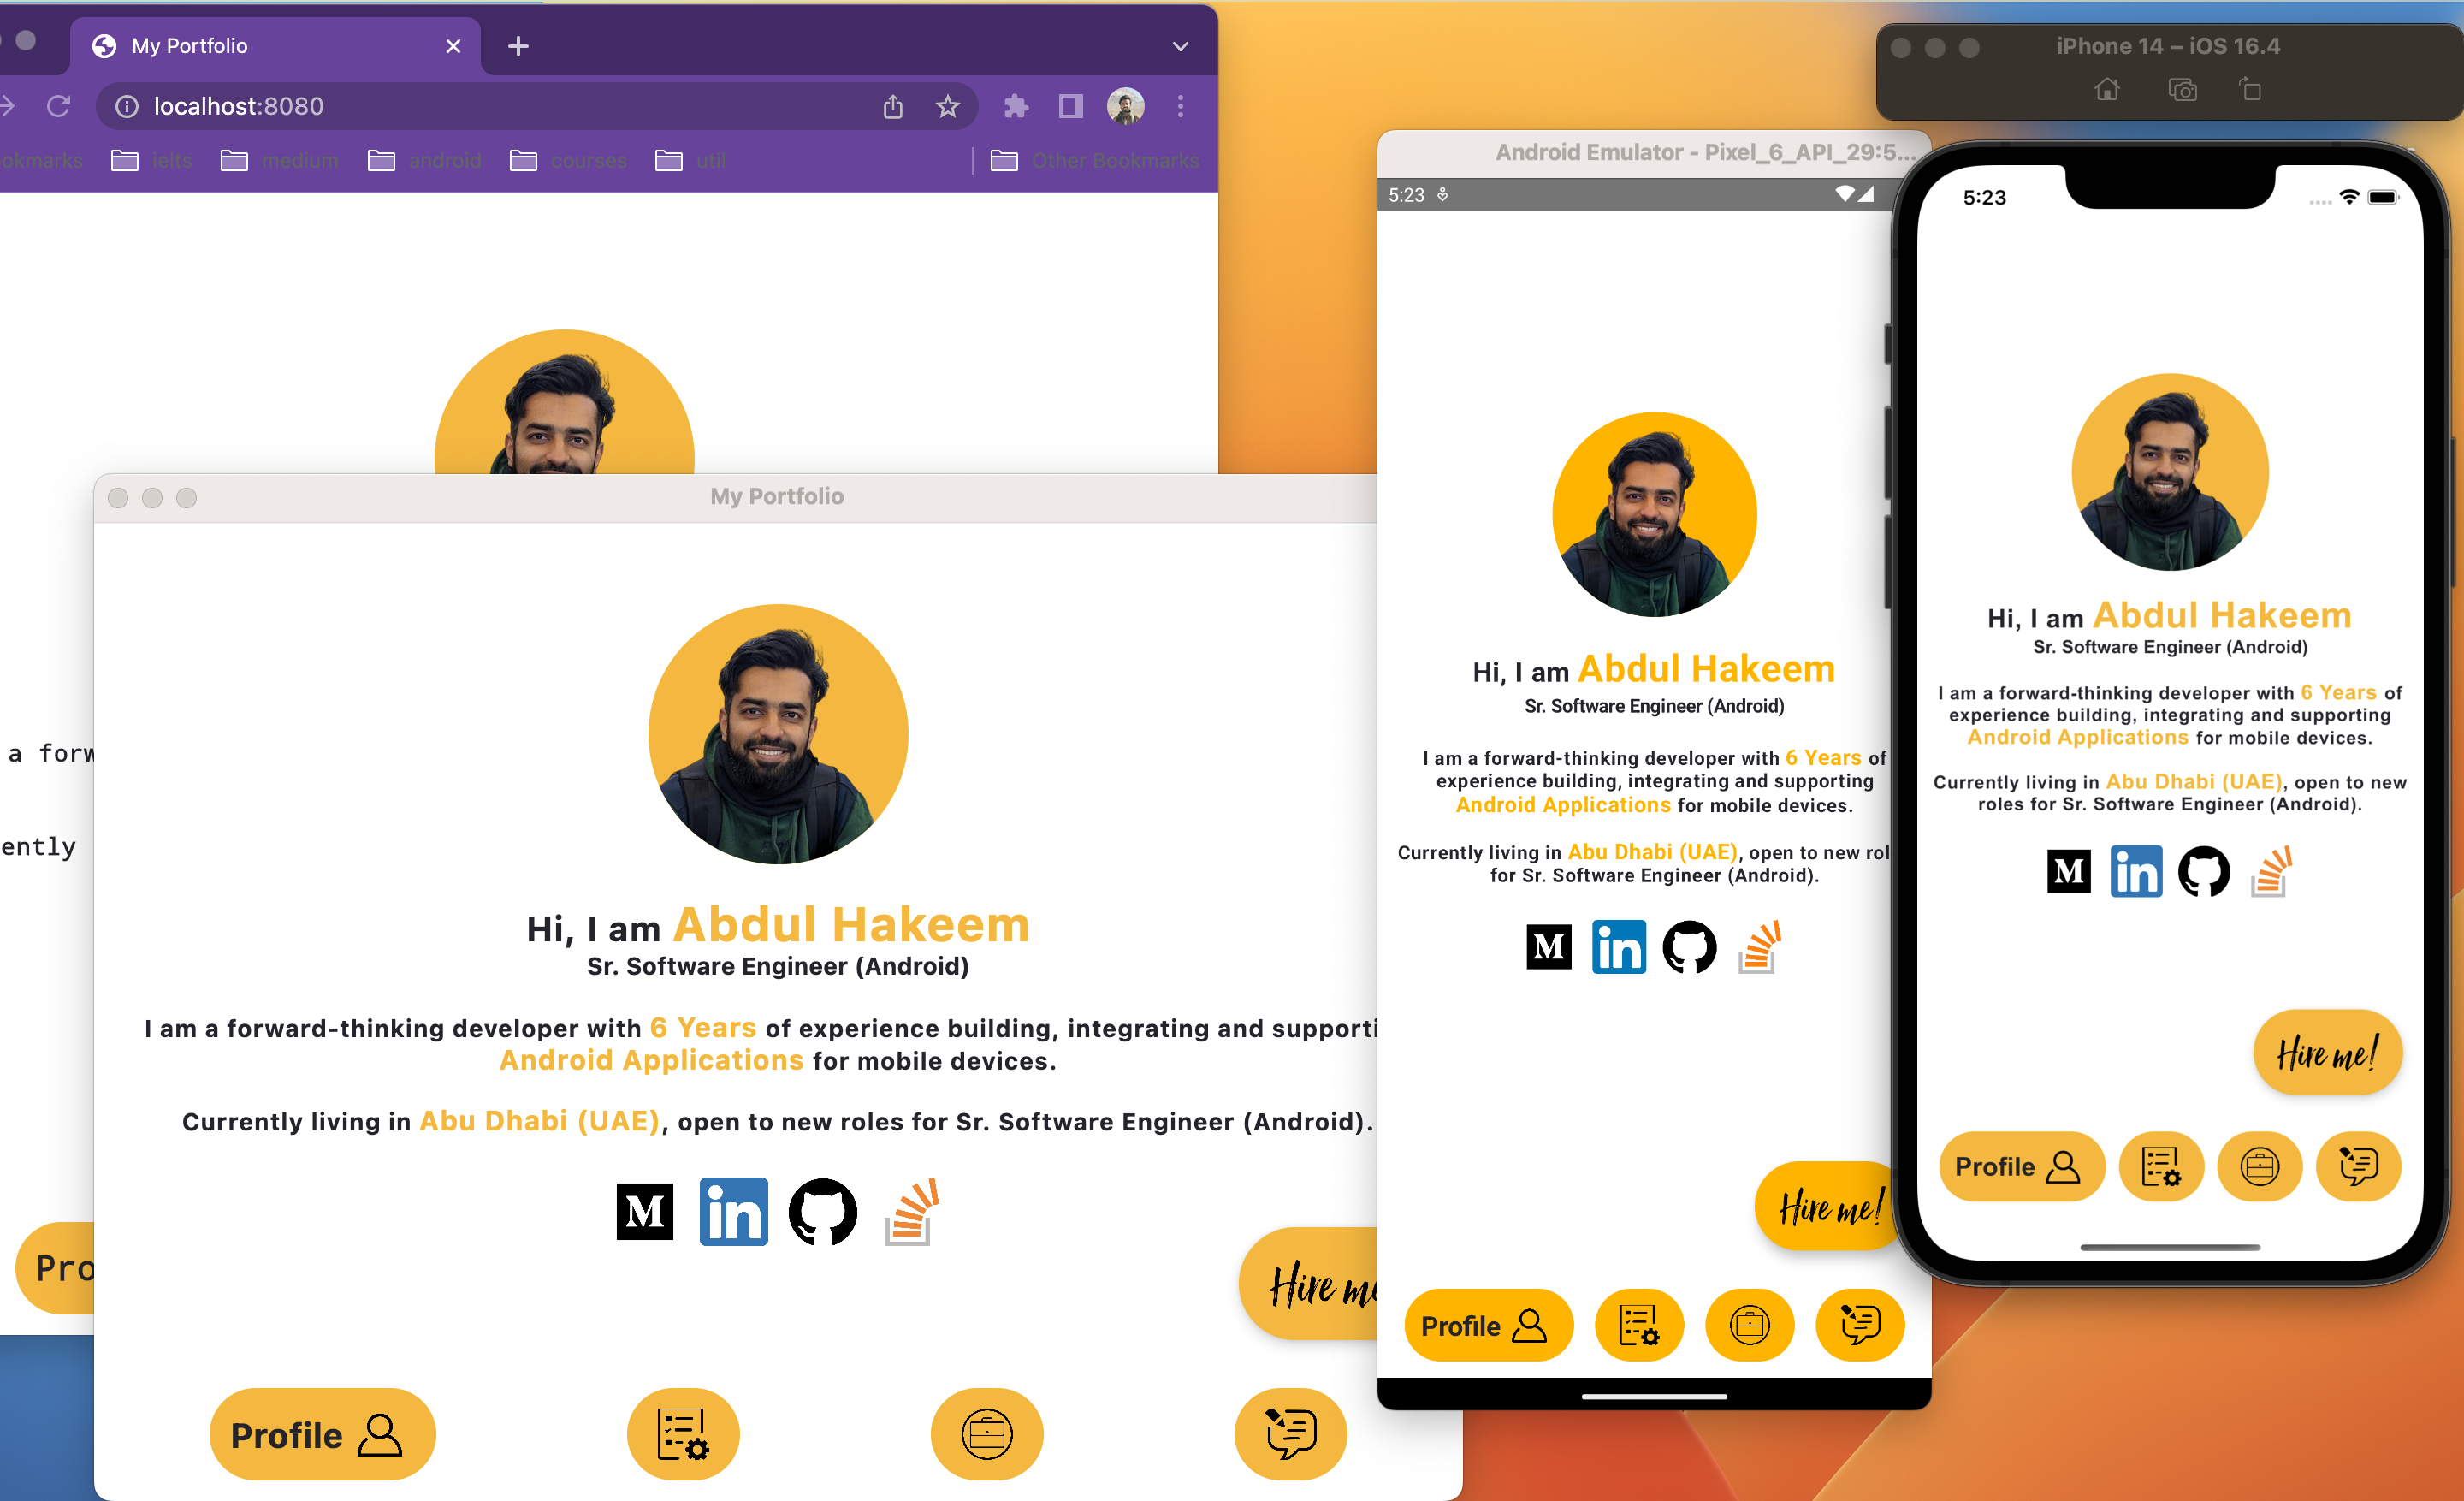 My Portfolio
localhost:8080
okmarks
ielts
medium
android
courses
util
Other Bookmarks
a forw
ently
Pro
My Portfolio
Hi, I am Abdul Hakeem
Sr. Software Engineer (Android)
I am a forward-thinking developer with 6 Years of experience building, integrating and supporti
Android Applications for mobile devices.
Currently living in Abu Dhabi (UAE), open to new roles for Sr. Software Engineer (Android).
M
in
Hire me
Profile
Android Emulator - Pixel_6_API_29:5...
5:23
Hi, I am Abdul Hakeem
Sr. Software Engineer (Android)
I am a forward-thinking developer with 6 Years of
experience building, integrating and supporting
Android Applications for mobile devices.
Currently living in Abu Dhabi (UAE), open to new rol
for Sr. Software Engineer (Android).
M
in
Hire me!
Profile
iPhone 14 – iOS 16.4
5:23
Hi, I am Abdul Hakeem
Sr. Software Engineer (Android)
I am a forward-thinking developer with 6 Years of
experience building, integrating and supporting
Android Applications for mobile devices.
Currently living in Abu Dhabi (UAE), open to new
roles for Sr. Software Engineer (Android).
M
in
Hire me!
Profile